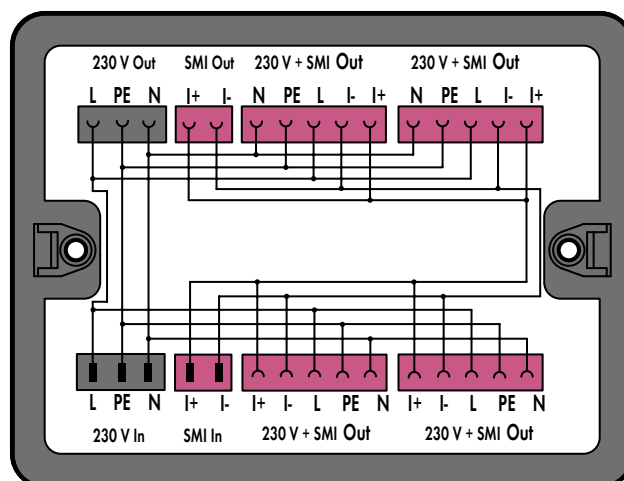 230 V Out SMI Out 230 V + SMI Out 230 V + SMI Out
L PE N I+ I- N PE L I- I+ N PE L I- I+
L PE N I+ I- I+ I- L PE N I+ I- L PE N
230 V In SMI In 230 V + SMI Out 230 V + SMI Out